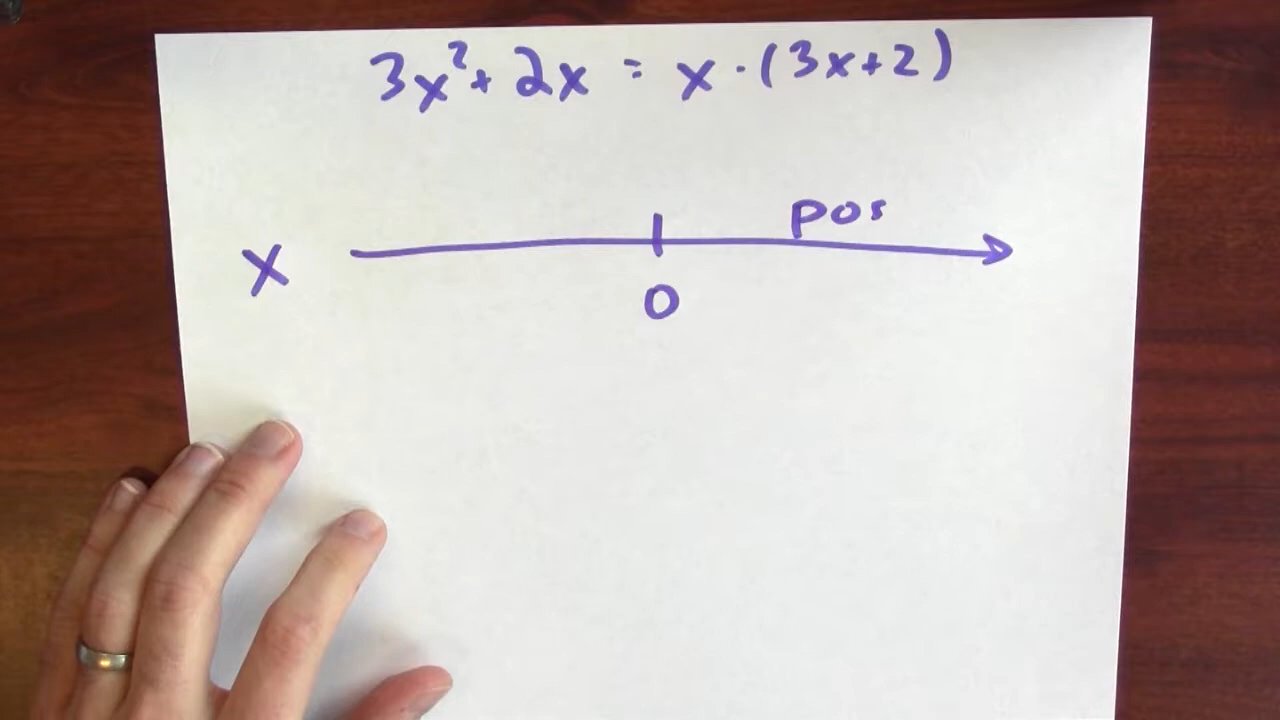 3x²+ 2x = x · (3x+2)
pos
X
0